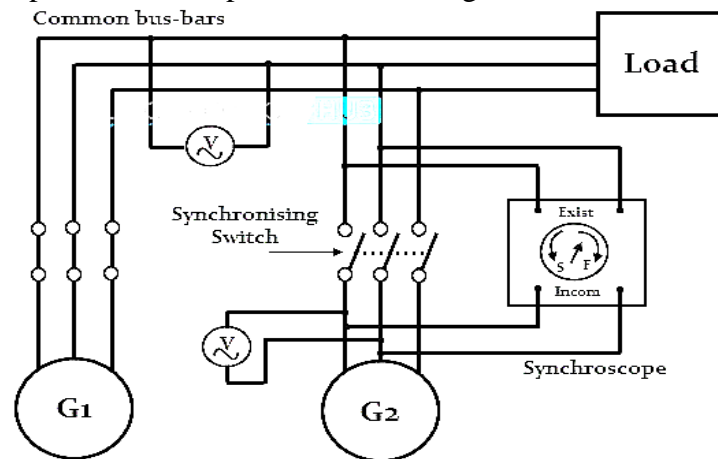 Common bus-bars
Load
V
Synchronising
Switch
Exist
S F
Incom
V
Synchroscope
G1
G2